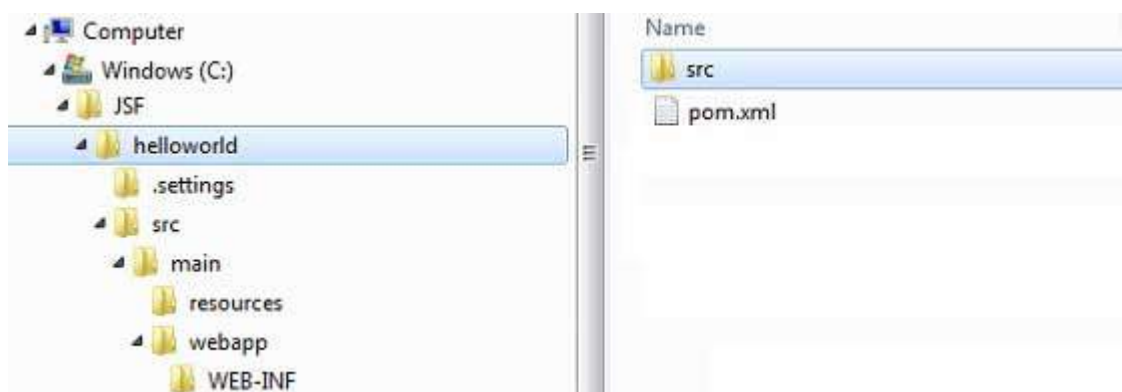 Computer
Windows (C:)
JSF
helloworld
.settings
src
main
resources
webapp
WEB-INF
Name
src
pom.xml